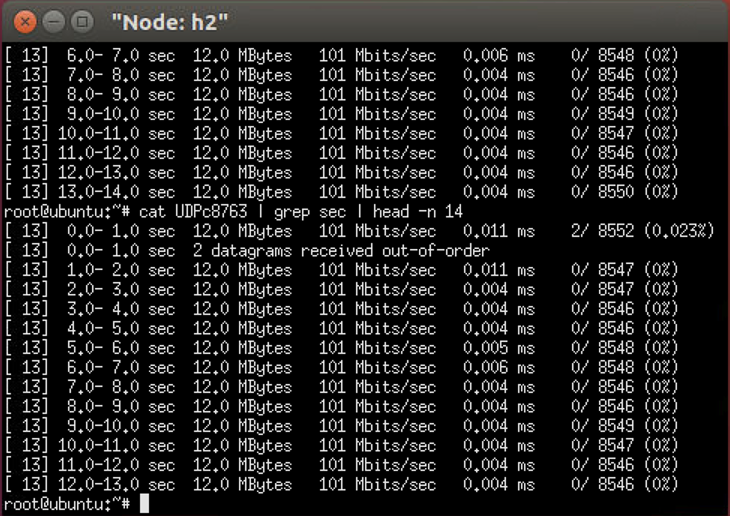 "Node: h2"
[ 13]  6.0- 7.0 sec  12.0 MBytes   101 Mbits/sec   0.006 ms    0/ 8548 (0%)
[ 13]  7.0- 8.0 sec  12.0 MBytes   101 Mbits/sec   0.004 ms    0/ 8546 (0%)
[ 13]  8.0- 9.0 sec  12.0 MBytes   101 Mbits/sec   0.004 ms    0/ 8546 (0%)
[ 13]  9.0-10.0 sec  12.0 MBytes   101 Mbits/sec   0.004 ms    0/ 8549 (0%)
[ 13] 10.0-11.0 sec  12.0 MBytes   101 Mbits/sec   0.004 ms    0/ 8547 (0%)
[ 13] 11.0-12.0 sec  12.0 MBytes   101 Mbits/sec   0.004 ms    0/ 8546 (0%)
[ 13] 12.0-13.0 sec  12.0 MBytes   101 Mbits/sec   0.004 ms    0/ 8546 (0%)
[ 13] 13.0-14.0 sec  12.0 MBytes   101 Mbits/sec   0.004 ms    0/ 8550 (0%)
root@ubuntu:~# cat UDPc8763 | grep sec | head -n 14
[ 13]  0.0- 1.0 sec  12.0 MBytes   101 Mbits/sec   0.011 ms    2/ 8552 (0.023%)
[ 13]  0.0- 1.0 sec  2 datagrams received out-of-order
[ 13]  1.0- 2.0 sec  12.0 MBytes   101 Mbits/sec   0.011 ms    0/ 8547 (0%)
[ 13]  2.0- 3.0 sec  12.0 MBytes   101 Mbits/sec   0.004 ms    0/ 8547 (0%)
[ 13]  3.0- 4.0 sec  12.0 MBytes   101 Mbits/sec   0.004 ms    0/ 8546 (0%)
[ 13]  4.0- 5.0 sec  12.0 MBytes   101 Mbits/sec   0.004 ms    0/ 8546 (0%)
[ 13]  5.0- 6.0 sec  12.0 MBytes   101 Mbits/sec   0.005 ms    0/ 8548 (0%)
[ 13]  6.0- 7.0 sec  12.0 MBytes   101 Mbits/sec   0.006 ms    0/ 8548 (0%)
[ 13]  7.0- 8.0 sec  12.0 MBytes   101 Mbits/sec   0.004 ms    0/ 8546 (0%)
[ 13]  8.0- 9.0 sec  12.0 MBytes   101 Mbits/sec   0.004 ms    0/ 8546 (0%)
[ 13]  9.0-10.0 sec  12.0 MBytes   101 Mbits/sec   0.004 ms    0/ 8549 (0%)
[ 13] 10.0-11.0 sec  12.0 MBytes   101 Mbits/sec   0.004 ms    0/ 8547 (0%)
[ 13] 11.0-12.0 sec  12.0 MBytes   101 Mbits/sec   0.004 ms    0/ 8546 (0%)
[ 13] 12.0-13.0 sec  12.0 MBytes   101 Mbits/sec   0.004 ms    0/ 8546 (0%)
root@ubuntu:~#